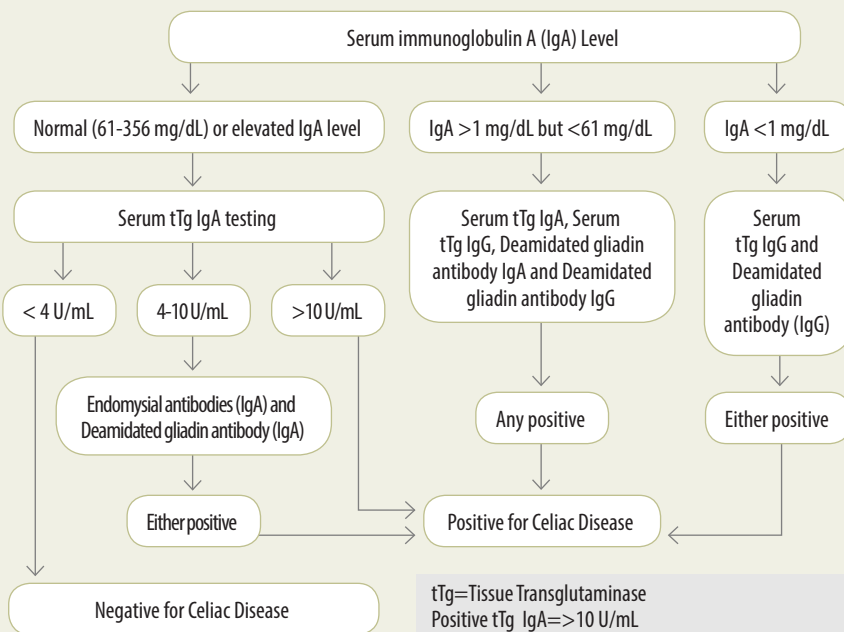 Serum immunoglobulin A (IgA) Level
Normal (61-356 mg/dL) or elevated IgA level
IgA >1 mg/dL but <61 mg/dL
IgA <1 mg/dL
Serum tTg IgA testing
Serum tTg IgA, Serum
tTg IgG, Deamidated gliadin
antibody IgA and Deamidated
gliadin antibody IgG
Serum
tTg IgG and
Deamidated
gliadin
antibody (IgG)
< 4 U/mL
4-10 U/mL
>10 U/mL
Endomysial antibodies (IgA) and
Deamidated gliadin antibody (IgA)
Any positive
Either positive
Either positive
Positive for Celiac Disease
Negative for Celiac Disease
tTg=Tissue Transglutaminase
Positive tTg IgA=>10 U/mL